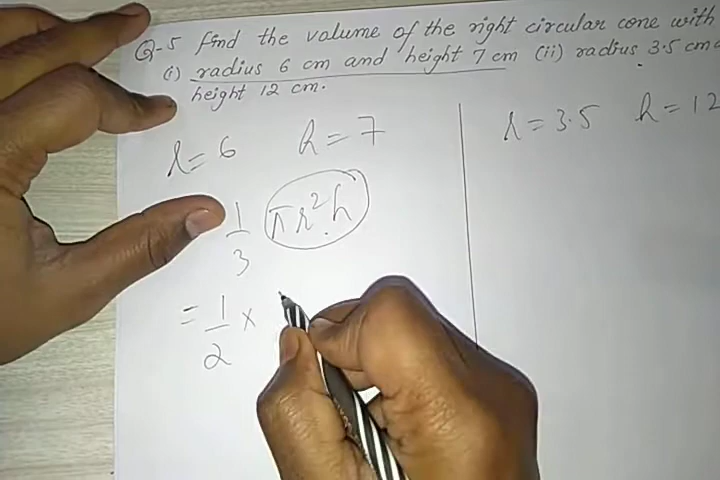 Q-5 Find the volume of the right circular cone with
(i) radius 6 cm and height 7 cm (ii) radius 3.5 cm
height 12 cm.
r = 6 h = 7
r = 3.5 h = 12
1/3 πr²h
= 1/2 ×